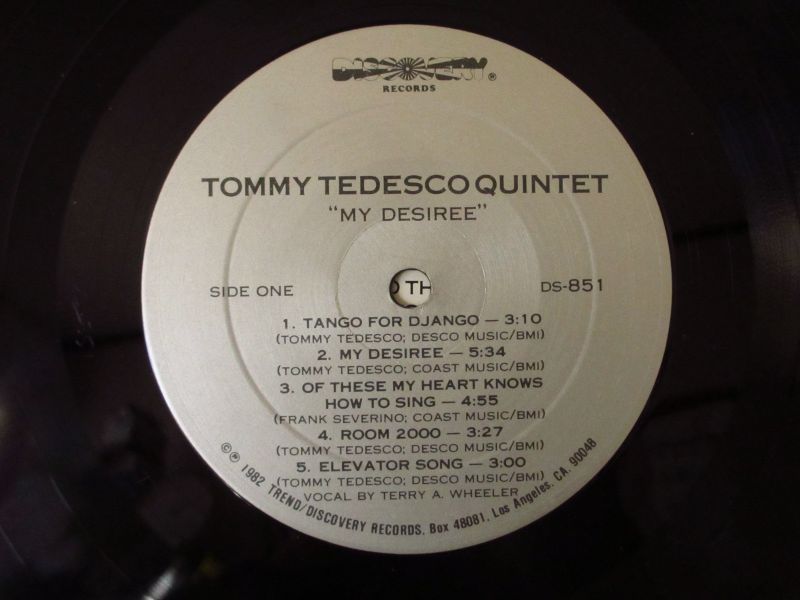 DISCOVERY ®
RECORDS
TOMMY TEDESCO QUINTET
"MY DESIREE"
SIDE ONE
DS-851
O TH
1. TANGO FOR DJANGO — 3:10
(TOMMY TEDESCO; DESCO MUSIC/BMI)
2. MY DESIREE — 5:34
(TOMMY TEDESCO; COAST MUSIC/BMI)
3. OF THESE MY HEART KNOWS
HOW TO SING — 4:55
(FRANK SEVERINO; COAST MUSIC/BMI)
4. ROOM 2000 — 3:27
(TOMMY TEDESCO; DESCO MUSIC/BMI)
5. ELEVATOR SONG — 3:00
(TOMMY TEDESCO; DESCO MUSIC/BMI)
VOCAL BY TERRY A. WHEELER
©℗ 1982 TREND/DISCOVERY RECORDS. Box 48081. Los Angeles. CA. 90048